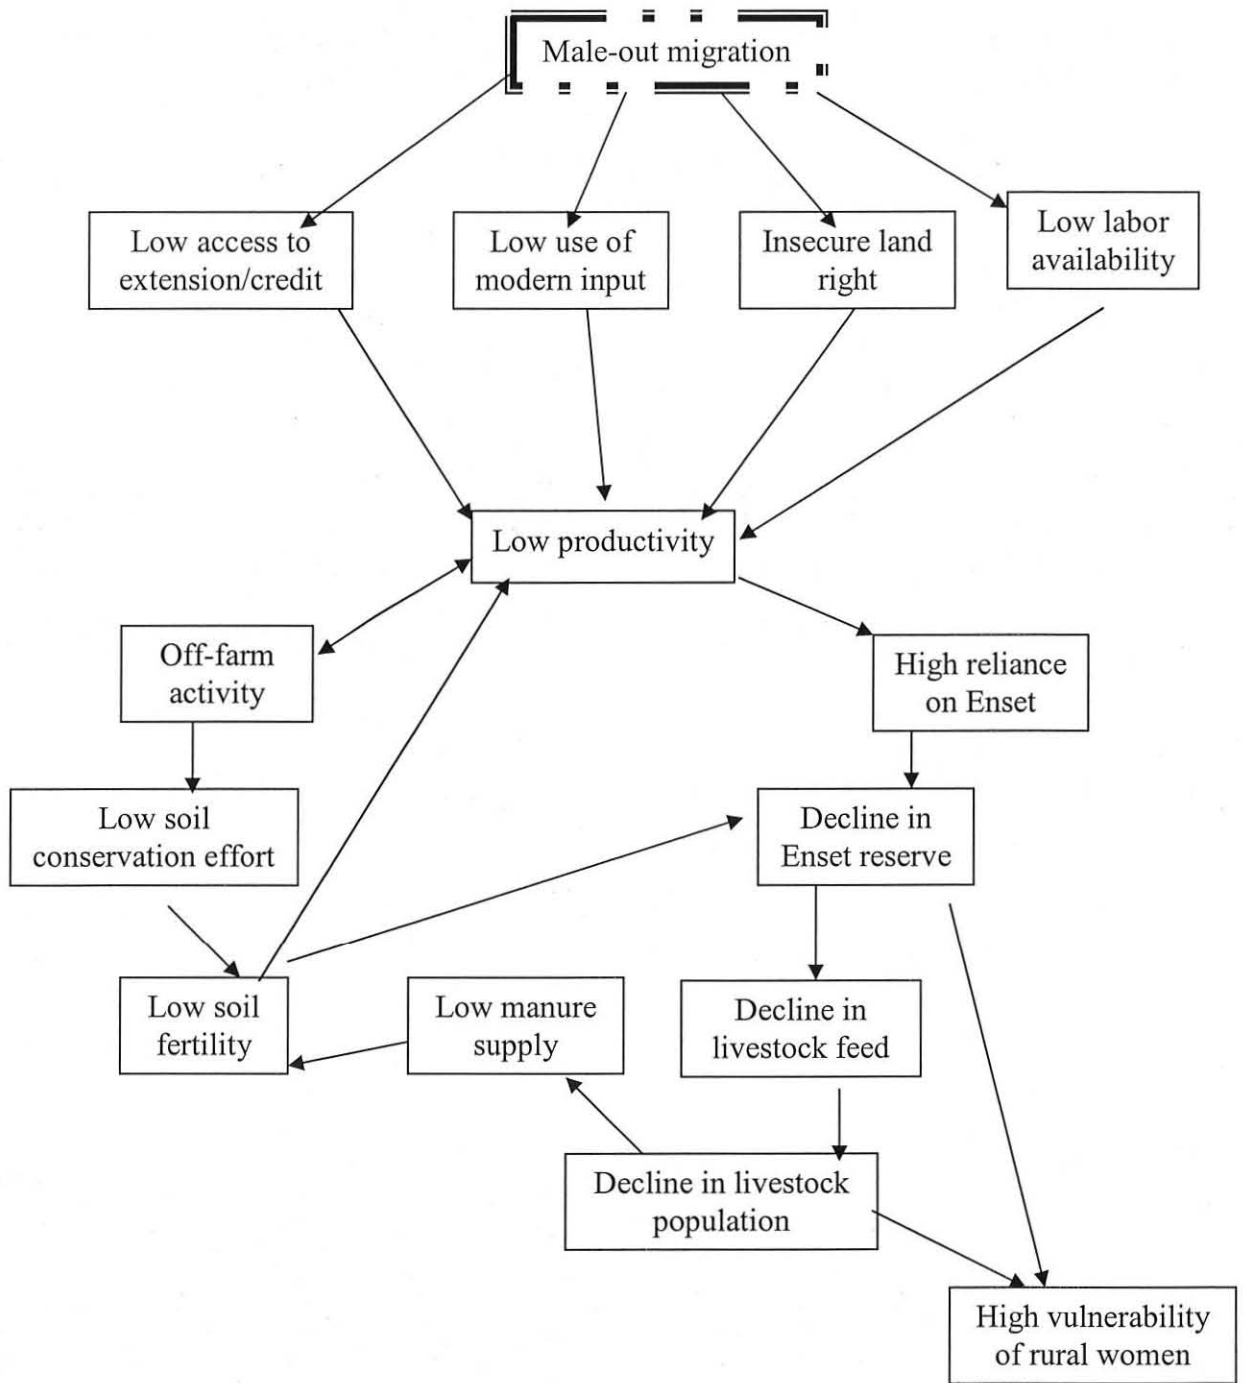 Male-out migration
Low access to
extension/credit
Low use of
modern input
Insecure land
right
Low labor
availability
Low productivity
Off-farm
activity
High reliance
on Enset
Low soil
conservation effort
Decline in
Enset reserve
Low soil
fertility
Low manure
supply
Decline in
livestock feed
Decline in livestock
population
High vulnerability
of rural women